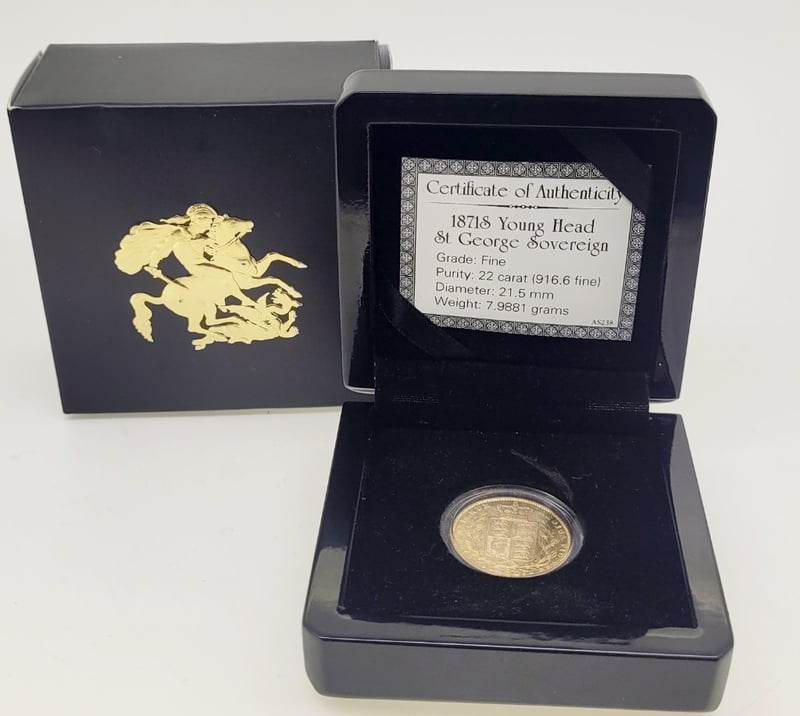 Certificate of Authenticity
1871S Young Head
St George Sovereign
Grade: Fine
Purity: 22 carat (916.6 fine)
Diameter: 21.5 mm
Weight: 7.9881 grams
AS238